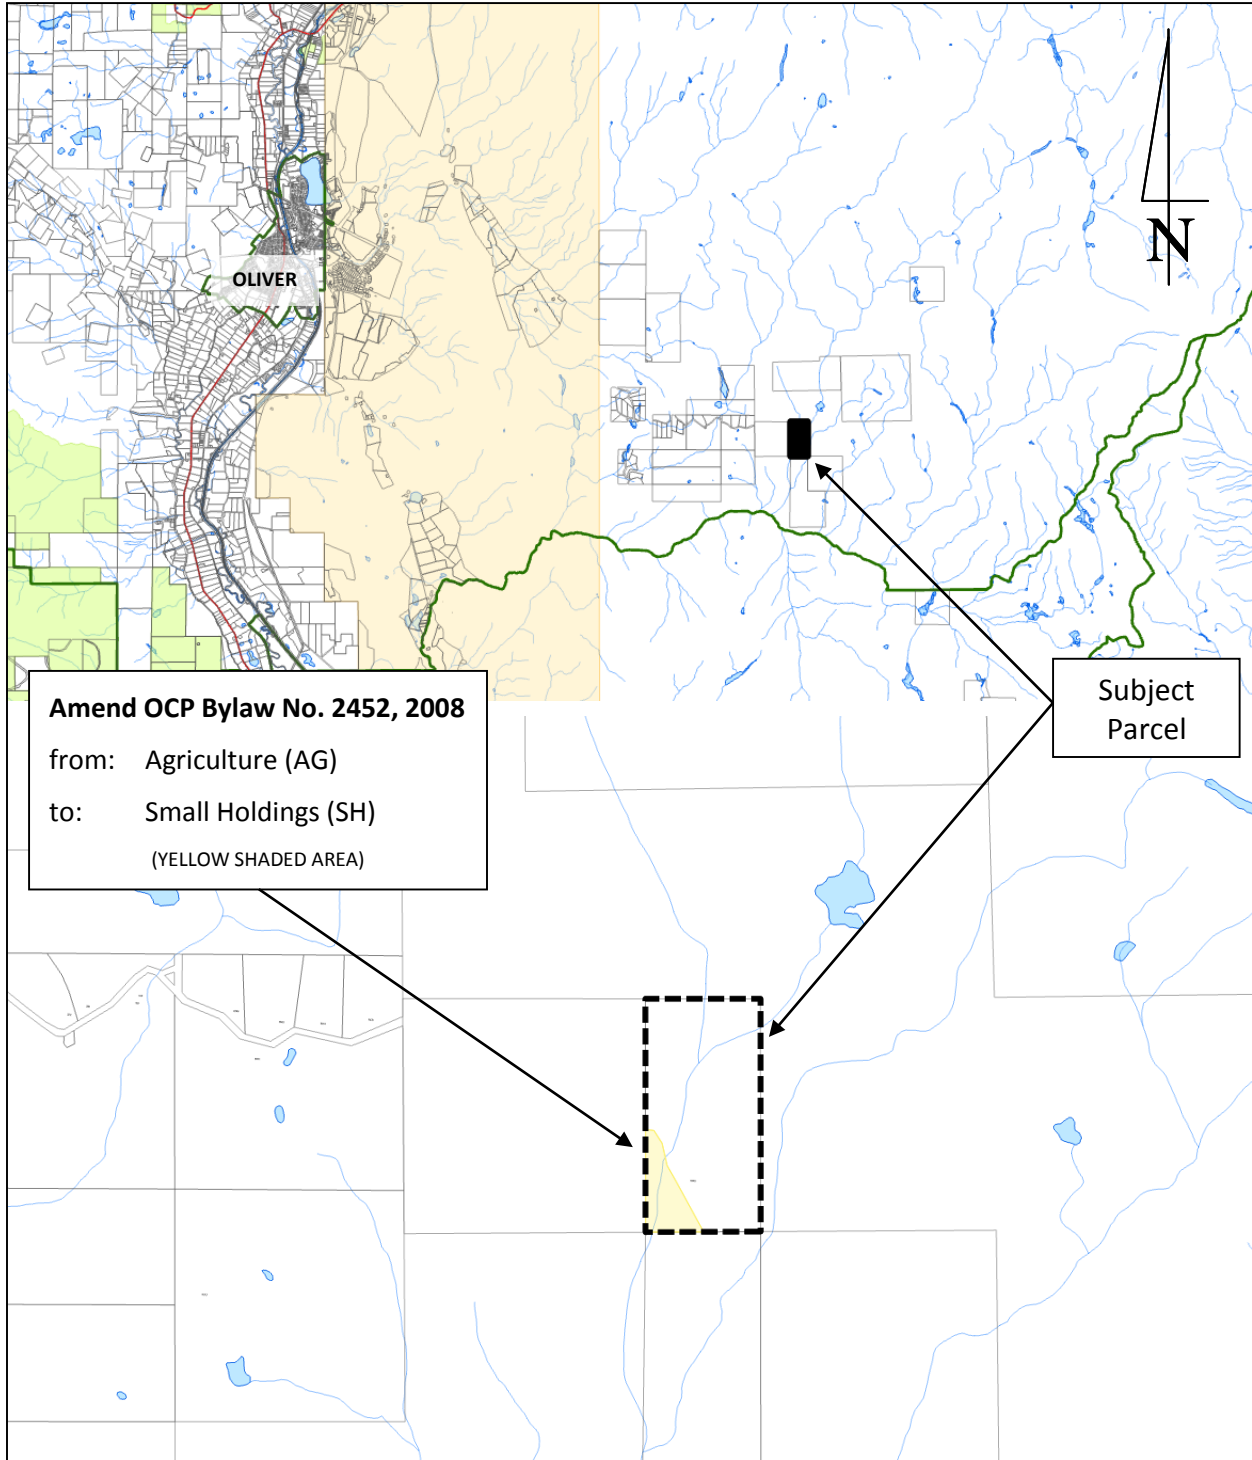 OLIVER
N
Amend OCP Bylaw No. 2452, 2008
from: Agriculture (AG)
to: Small Holdings (SH)
(YELLOW SHADED AREA)
Subject
Parcel